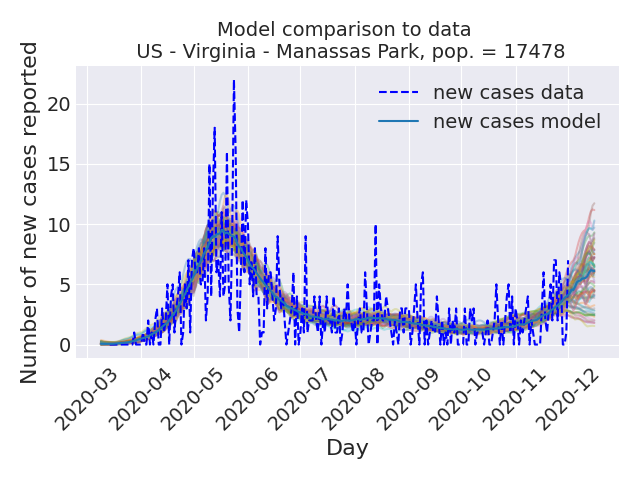 Model comparison to data
US - Virginia - Manassas Park, pop. = 17478
Number of new cases reported
20
15
10
5
0
new cases data
new cases model
2020-03
2020-04
2020-05
2020-06
2020-07
2020-08
2020-09
2020-10
2020-11
2020-12
Day